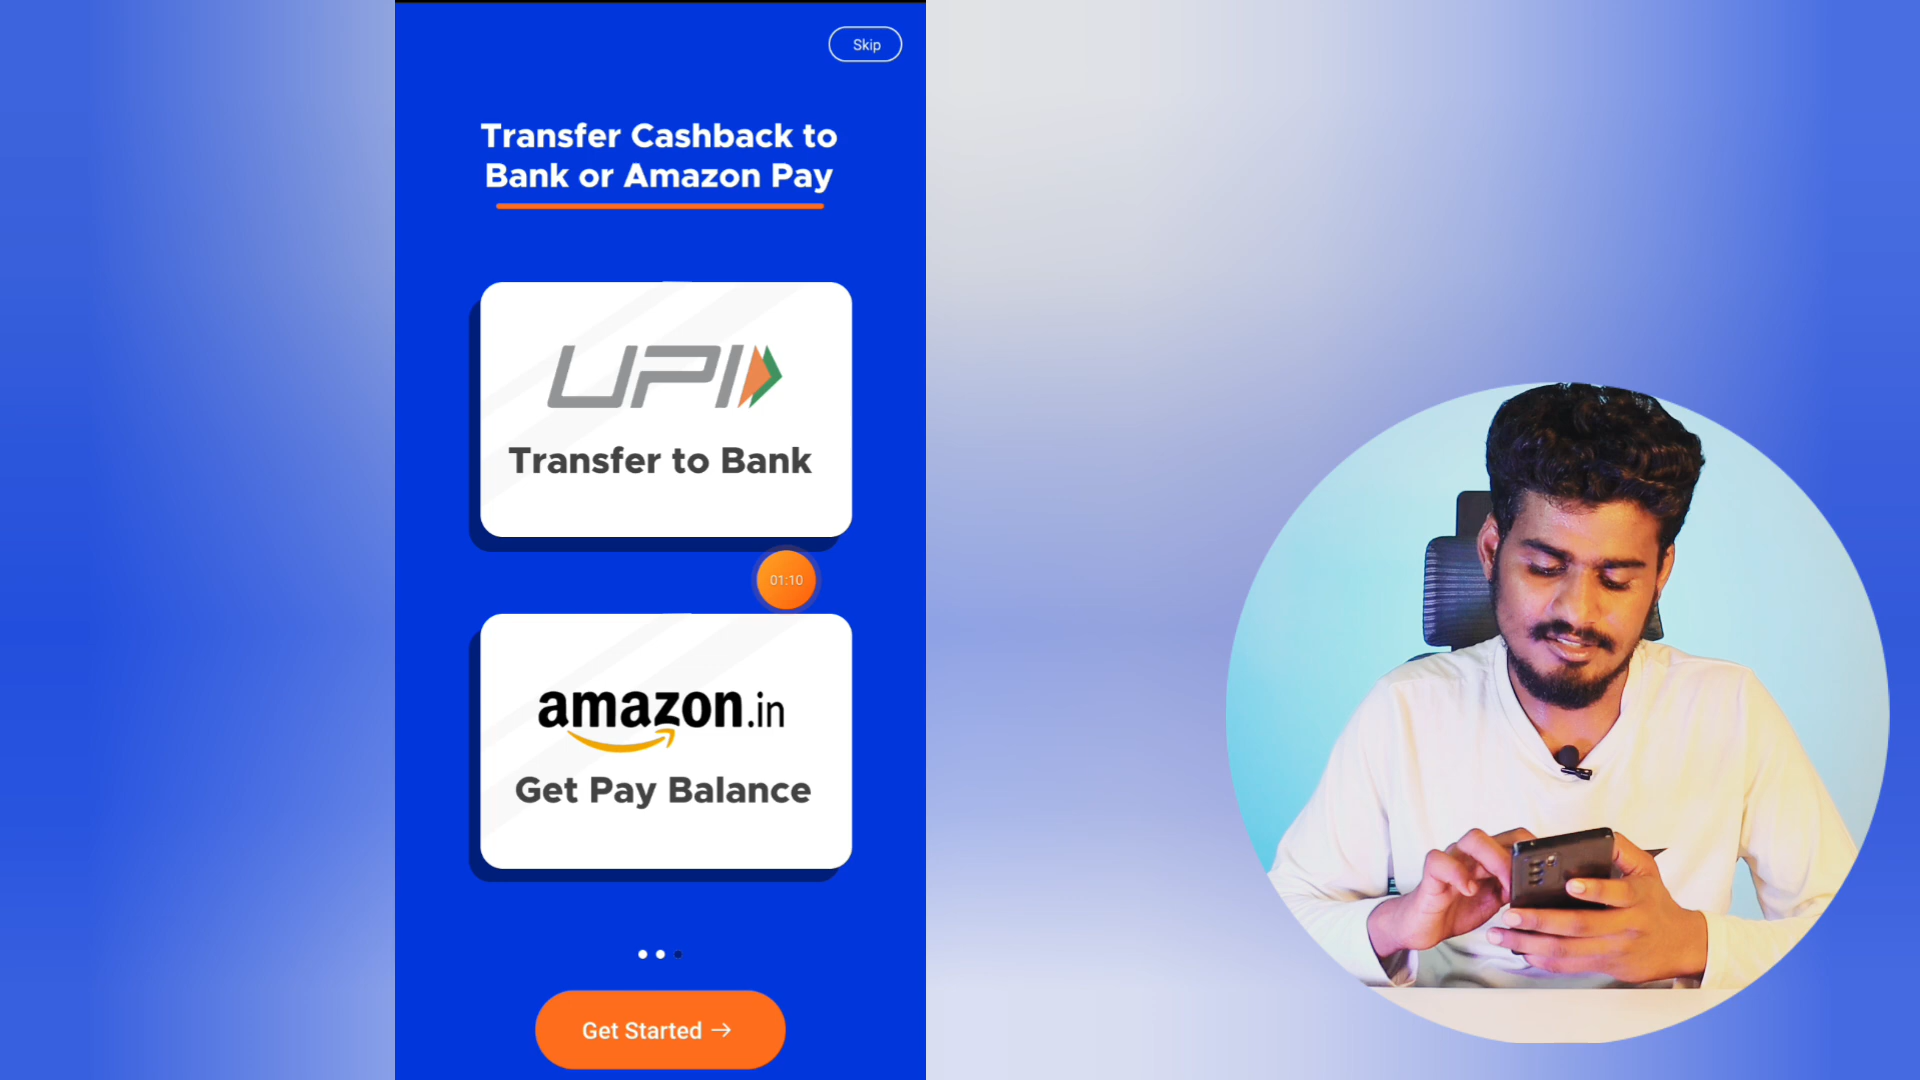 Skip
Transfer Cashback to
Bank or Amazon Pay
UPI
Transfer to Bank
01:10
amazon.in
Get Pay Balance
Get Started →